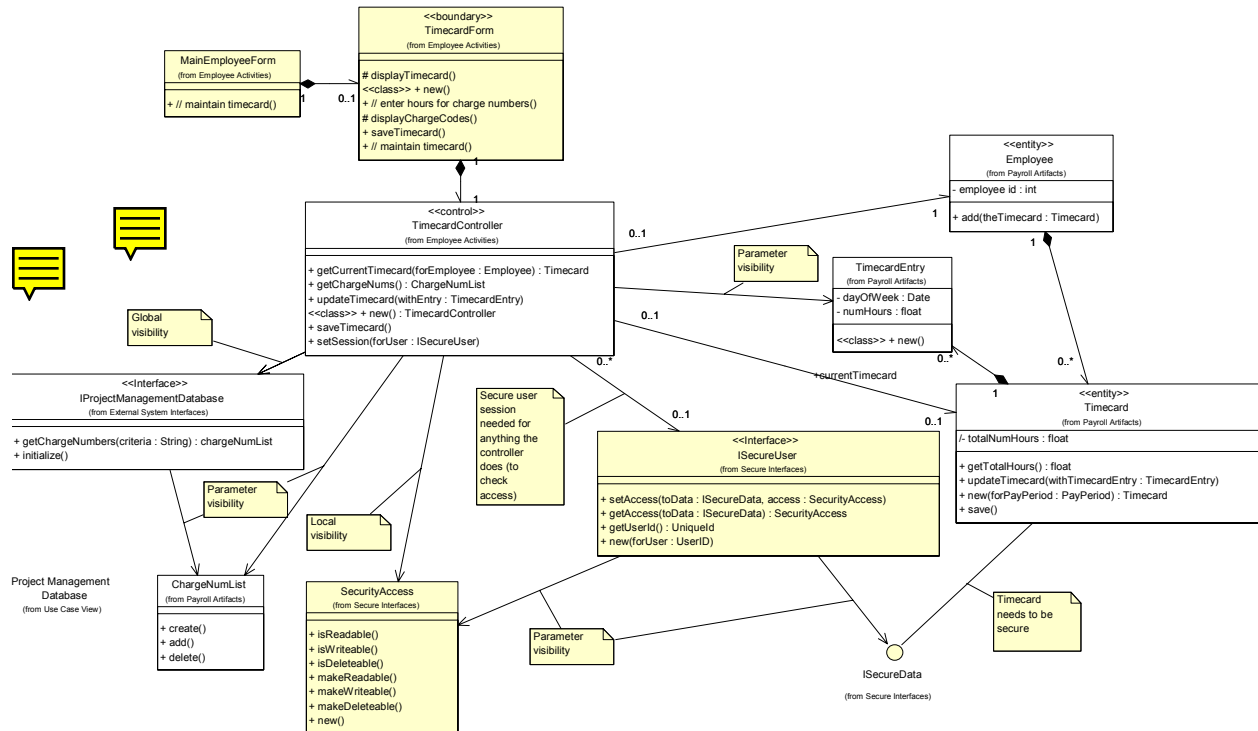 <<boundary>>
TimecardForm
(from Employee Activities)
# displayTimecard()
<<class>> + new()
+ // enter hours for charge numbers()
# displayChargeCodes()
+ saveTimecard()
+ // maintain timecard()
MainEmployeeForm
(from Employee Activities)
+ // maintain timecard()
1
0..1
1
1
<<entity>>
Employee
(from Payroll Artifacts)
- employee id : int
+ add(theTimecard : Timecard)
<<control>>
TimecardController
(from Employee Activities)
+ getCurrentTimecard(forEmployee : Employee) : Timecard
+ getChargeNums() : ChargeNumList
+ updateTimecard(withEntry : TimecardEntry)
<<class>> + new() : TimecardController
+ saveTimecard()
+ setSession(forUser : ISecureUser)
0..1
1
1
Parameter
visibility
TimecardEntry
(from Payroll Artifacts)
- dayOfWeek : Date
- numHours : float
<<class>> + new()
0..1
0..*
0..*
1
0..*
+currentTimecard
0..1
Global
visibility
<<Interface>>
IProjectManagementDatabase
(from External System Interfaces)
+ getChargeNumbers(criteria : String) : chargeNumList
+ initialize()
Secure user
session
needed for
anything the
controller
does (to
check
access)
0..1
<<entity>>
Timecard
(from Payroll Artifacts)
/- totalNumHours : float
+ getTotalHours() : float
+ updateTimecard(withTimecardEntry : TimecardEntry)
+ new(forPayPeriod : PayPeriod) : Timecard
+ save()
<<Interface>>
ISecureUser
(from Secure Interfaces)
+ setAccess(toData : ISecureData, access : SecurityAccess)
+ getAccess(toData : ISecureData) : SecurityAccess
+ getUserId() : UniqueId
+ new(forUser : UserID)
Parameter
visibility
Local
visibility
Project Management
Database
(from Use Case View)
ChargeNumList
(from Payroll Artifacts)
+ create()
+ add()
+ delete()
SecurityAccess
(from Secure Interfaces)
+ isReadable()
+ isWriteable()
+ isDeleteable()
+ makeReadable()
+ makeWriteable()
+ makeDeleteable()
+ new()
Parameter
visibility
Timecard
needs to be
secure
ISecureData
(from Secure Interfaces)